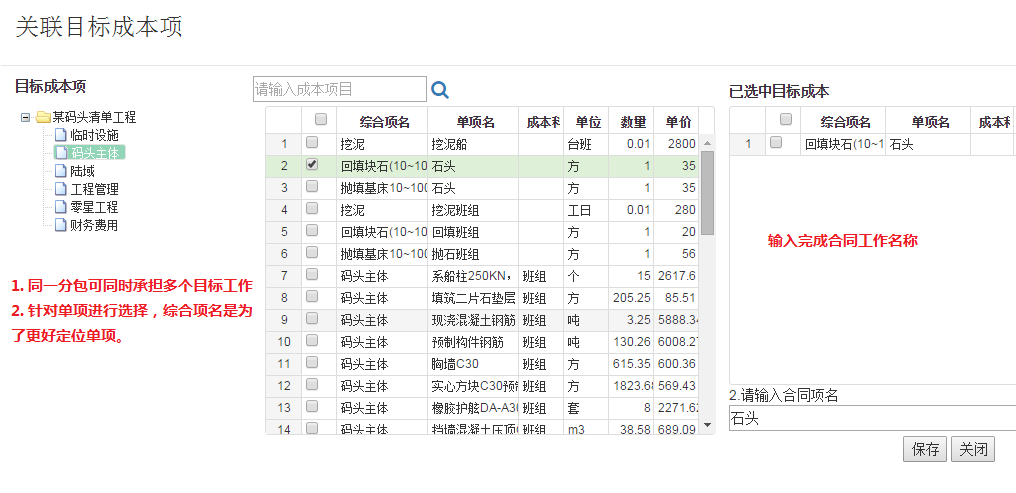 关联目标成本项
目标成本项
某码头清单工程
临时设施
码头主体
陆域
工程管理
零星工程
财务费用
1. 同一分包可同时承担多个目标工作
2. 针对单项进行选择，综合项名是为
了更好定位单项。
请输入成本项目
综合项名 单项名 成本科 单位 数量 单价
1 挖泥 挖泥船 台班 0.01 2800
2 回填块石(10~10 石头 方 1 35
3 抛填基床10~100 石头 方 1 35
4 挖泥 挖泥班组 工日 0.01 280
5 回填块石(10~10 回填班组 方 1 20
6 抛填基床10~100 抛石班组 方 1 56
7 码头主体 系船柱250KN, 班组 个 15 2617.6
8 码头主体 填筑二片石垫层 班组 方 205.25 85.51
9 码头主体 现浇混凝土钢筋 班组 吨 3.25 5888.34
10 码头主体 预制构件钢筋 班组 吨 130.26 6008.27
11 码头主体 胸墙C30 班组 方 615.35 600.36
12 码头主体 实心方块C30预制 班组 方 1823.68 569.43
13 码头主体 橡胶护舷DA-A30 班组 套 8 2271.62
14 码头主体 挡墙混凝土压顶 班组 m3 38.58 689.09
已选中目标成本
综合项名 单项名 成本科
1 回填块石(10~1 石头
输入完成合同工作名称
2.请输入合同项名
石头
保存 关闭